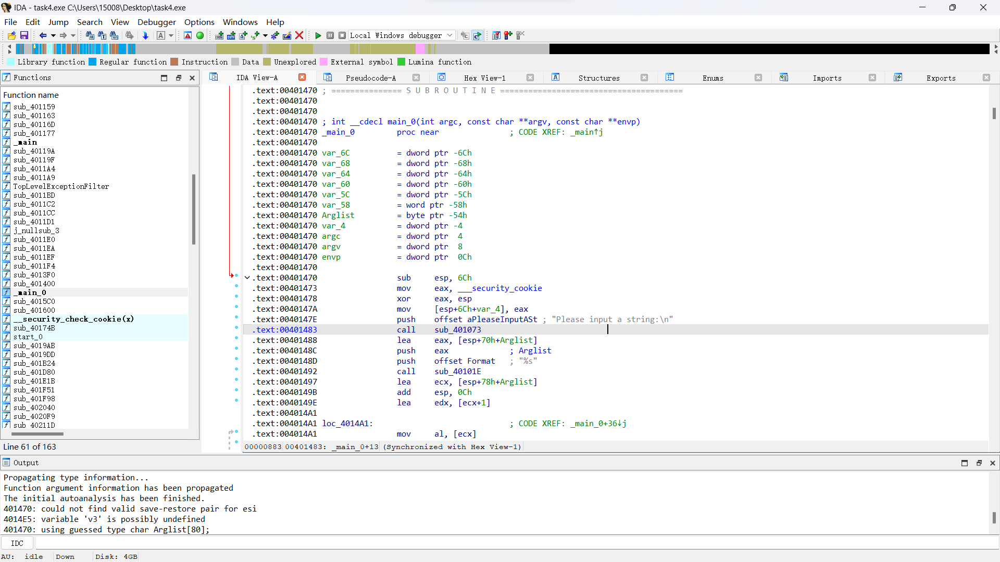 IDA - task4.exe C:\Users\15008\Desktop\task4.exe
File Edit Jump Search View Debugger Options Windows Help
Local Windows debugger
Library function Regular function Instruction Data Unexplored External symbol Lumina function
Functions
IDA View-A Pseudocode-A Hex View-1 Structures Enums Imports Exports
Function name
sub_401159
sub_401163
sub_40116D
sub_401177
_main
sub_40119A
sub_40119F
sub_4011A4
sub_4011A9
TopLevelExceptionFilter
sub_4011BD
sub_4011C2
sub_4011CC
sub_4011D1
j_nullsub_3
sub_4011E0
sub_4011EA
sub_4011EF
sub_4011F4
sub_4013F0
sub_401400
_main_0
sub_4015C0
sub_401600
__security_check_cookie(x)
sub_40174B
start_0
sub_4019AB
sub_4019DD
sub_401B24
sub_401D80
sub_401E1B
sub_401F51
sub_401F98
sub_402040
sub_4020F9
sub_40211D
Line 61 of 163
.text:00401470 ; =============== S U B R O U T I N E =======================================
.text:00401470
.text:00401470
.text:00401470 ; int __cdecl main_0(int argc, const char **argv, const char **envp)
.text:00401470 _main_0 proc near ; CODE XREF: _main↑j
.text:00401470
.text:00401470 var_6C = dword ptr -6Ch
.text:00401470 var_68 = dword ptr -68h
.text:00401470 var_64 = dword ptr -64h
.text:00401470 var_60 = dword ptr -60h
.text:00401470 var_5C = dword ptr -5Ch
.text:00401470 var_58 = word ptr -58h
.text:00401470 Arglist = byte ptr -54h
.text:00401470 var_4 = dword ptr -4
.text:00401470 argc = dword ptr 4
.text:00401470 argv = dword ptr 8
.text:00401470 envp = dword ptr 0Ch
.text:00401470
.text:00401470 sub esp, 6Ch
.text:00401473 mov eax, ___security_cookie
.text:00401478 xor eax, esp
.text:0040147A mov [esp+6Ch+var_4], eax
.text:0040147E push offset aPleaseInputASt ; "Please input a string:\n"
.text:00401483 call sub_401073
.text:00401488 lea eax, [esp+70h+Arglist]
.text:0040148C push eax ; Arglist
.text:0040148D push offset Format ; "%s"
.text:00401492 call sub_40101E
.text:00401497 lea ecx, [esp+78h+Arglist]
.text:0040149B add esp, 0Ch
.text:0040149E lea edx, [ecx+1]
.text:004014A1
.text:004014A1 loc_4014A1: ; CODE XREF: _main_0+36↓j
.text:004014A1 mov al, [ecx]
00000883 00401483: _main_0+13 (Synchronized with Hex View-1)
Output
Propagating type information...
Function argument information has been propagated
The initial autoanalysis has been finished.
401470: could not find valid save-restore pair for esi
4014E5: variable 'v3' is possibly undefined
401470: using guessed type char Arglist[80];
IDC
AU: idle Down Disk: 4GB